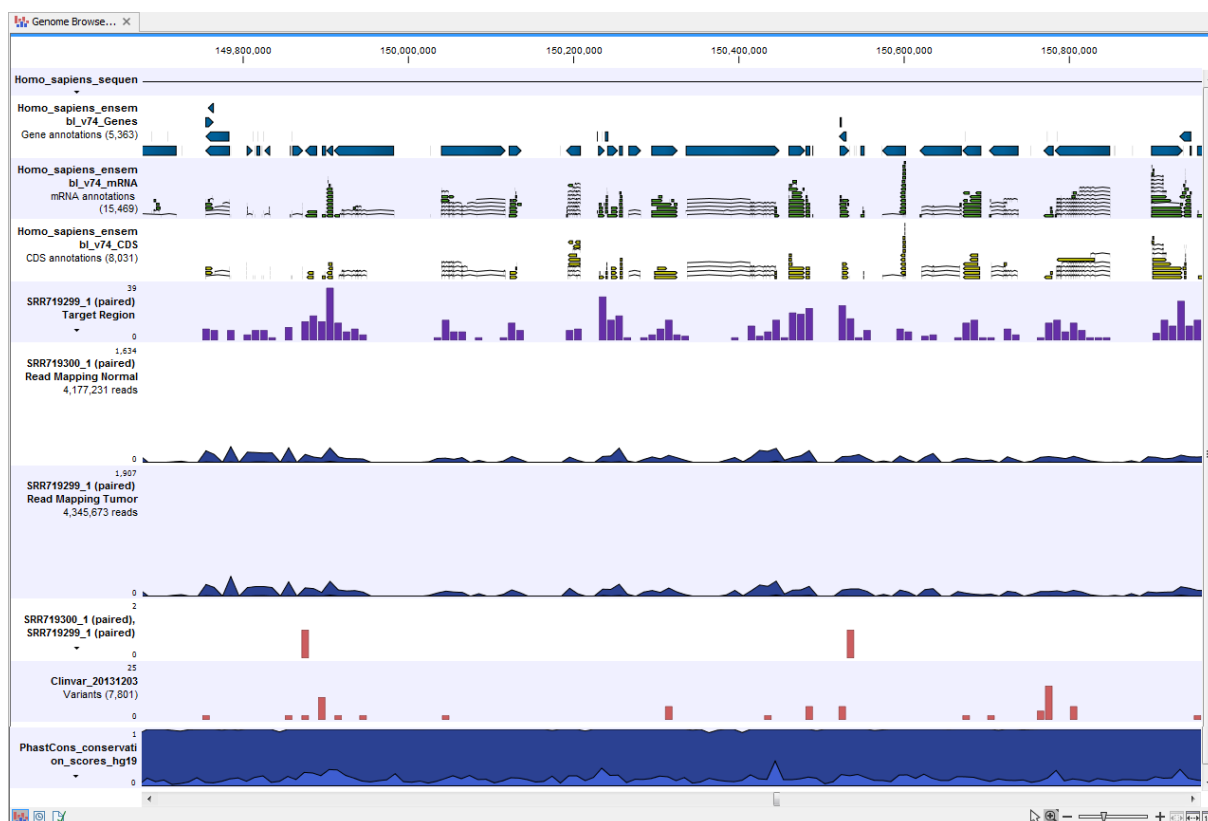 Genome Browse...
149,800,000 150,000,000 150,200,000 150,400,000 150,600,000 150,800,000
Homo_sapiens_sequen
Homo_sapiens_ensem
bl_v74_Genes
Gene annotations (5,363)
Homo_sapiens_ensem
bl_v74_mRNA
mRNA annotations
(15,469)
Homo_sapiens_ensem
bl_v74_CDS
CDS annotations (8,031)
39
SRR719299_1 (paired)
Target Region
0
1,634
SRR719300_1 (paired)
Read Mapping Normal
4,177,231 reads
0
1,907
SRR719299_1 (paired)
Read Mapping Tumor
4,345,673 reads
0
2
SRR719300_1 (paired),
SRR719299_1 (paired)
0
25
Clinvar_20131203
Variants (7,801)
0
1
PhastCons_conservati
on_scores_hg19
0